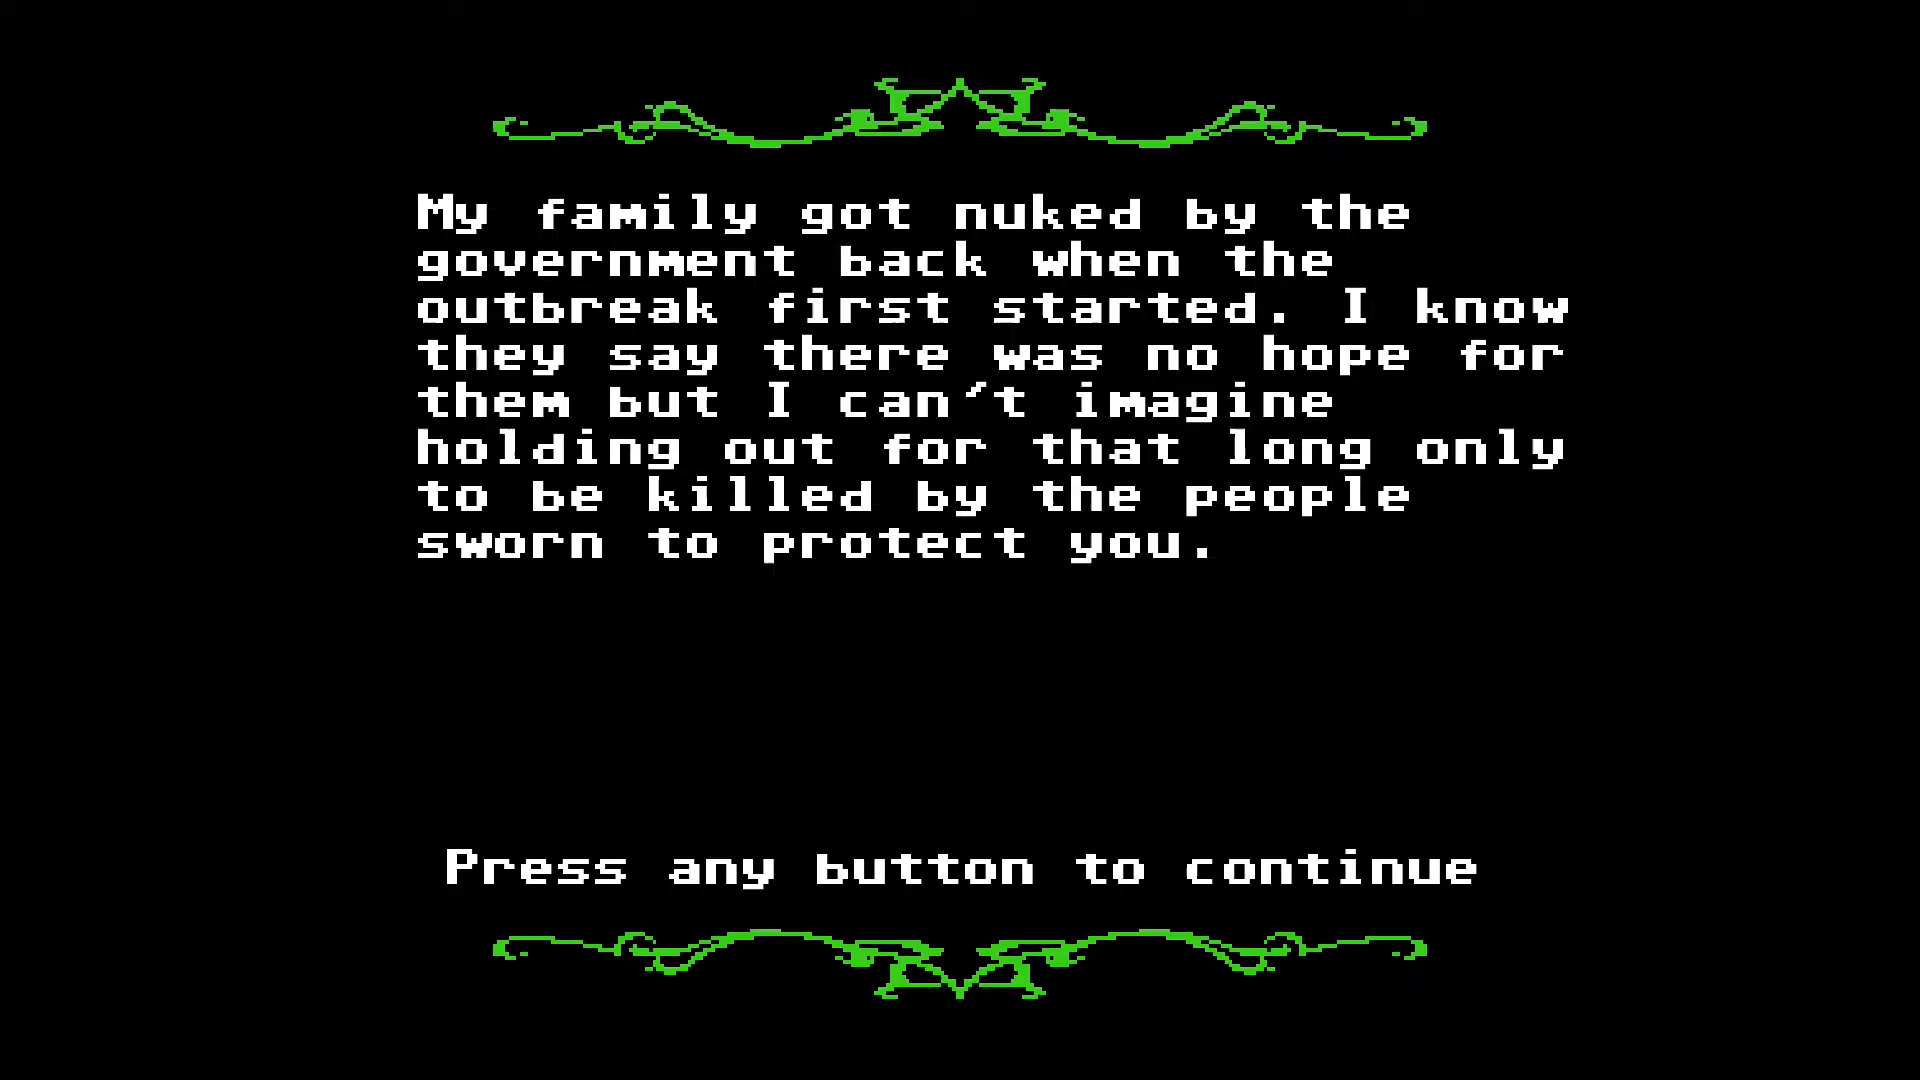 My family got nuked by the
government back when the
outbreak first started. I know
they say there was no hope for
them but I can't imagine
holding out for that long only
to be killed by the people
sworn to protect you.
Press any button to continue